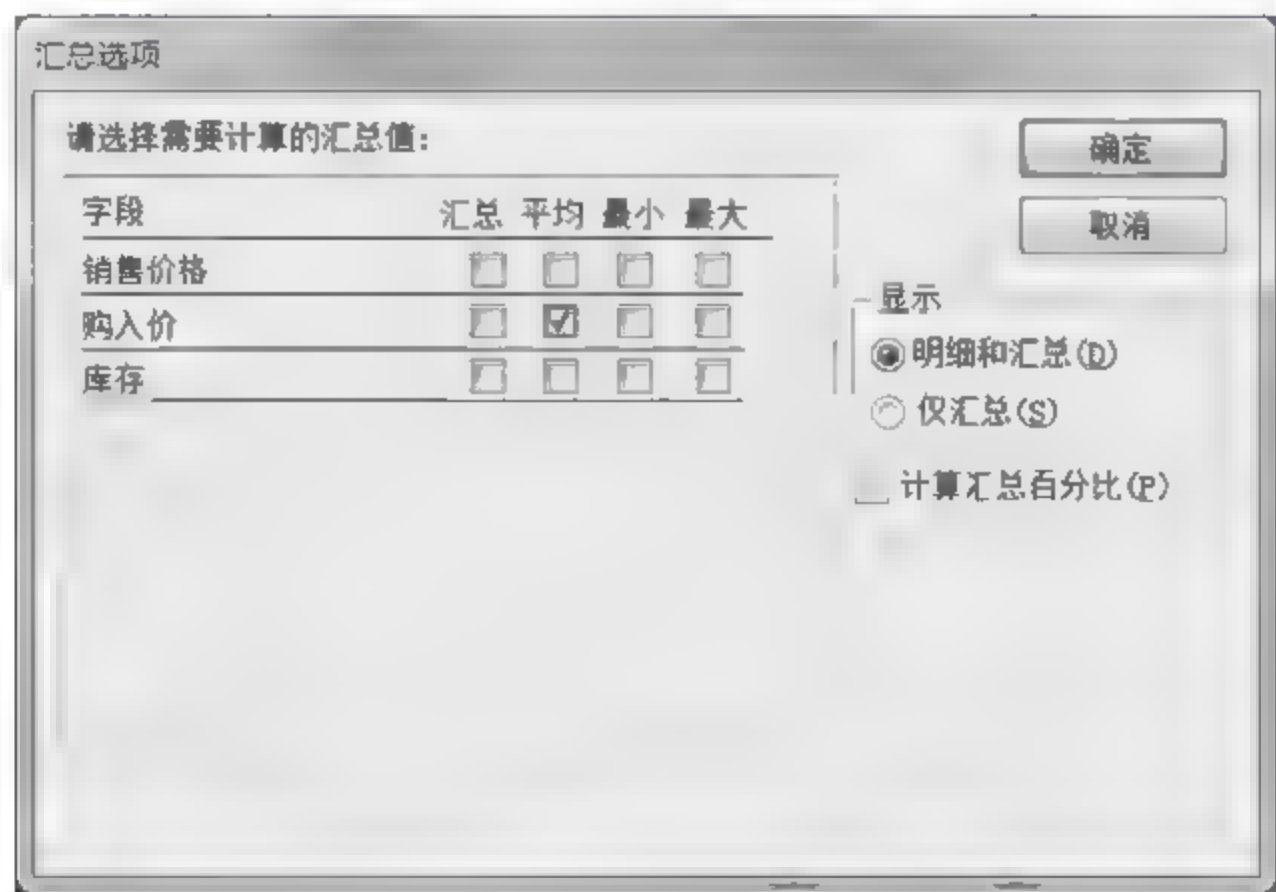 汇总选项
请选择需要计算的汇总值:
确定
取消
字段 汇总 平均 最小 最大
销售价格
购入价
库存
显示
明细和汇总(D)
仅汇总(S)
计算汇总百分比(P)